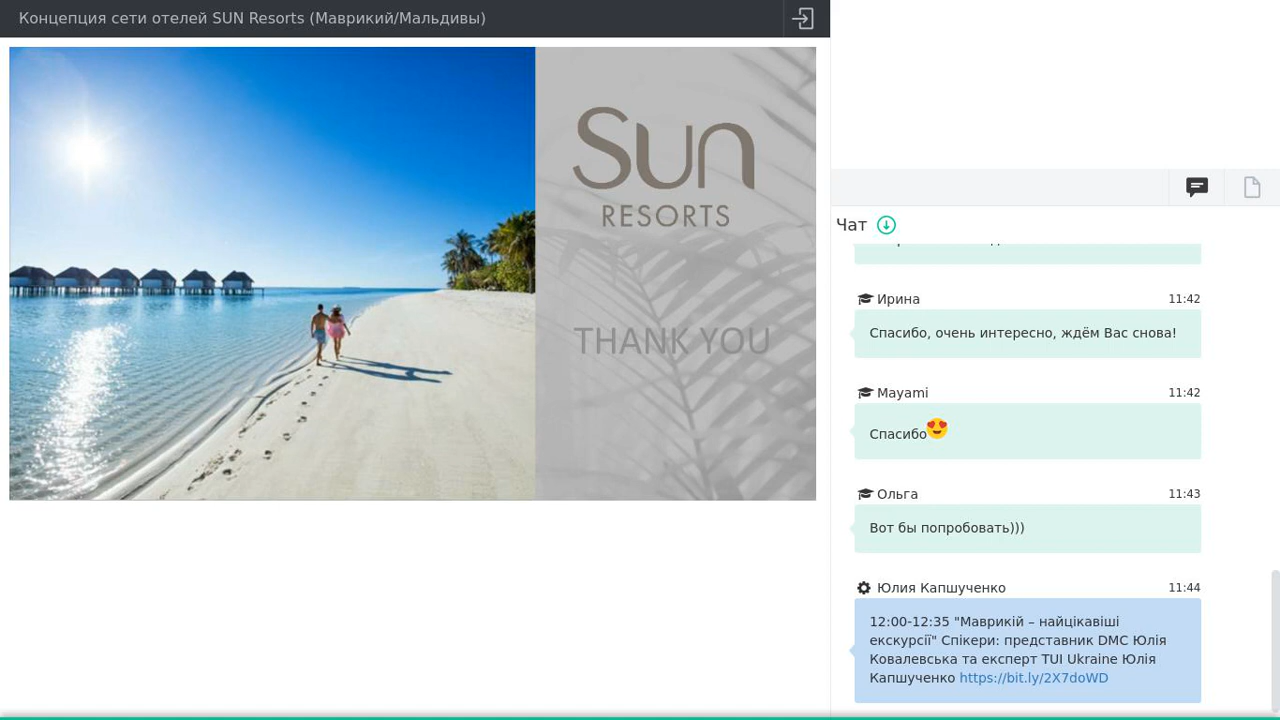 Концепция сети отелей SUN Resorts (Маврикий/Мальдивы)
Sun
RESORTS
THANK YOU
Чат
Ирина 11:42
Спасибо, очень интересно, ждём Вас снова!
Mayami 11:42
Спасибо😍
Ольга 11:43
Вот бы попробовать)))
Юлия Капшученко 11:44
12:00-12:35 "Маврикій – найцікавіші
екскурсії" Спікери: представник DMC Юлія
Ковалевська та експерт TUI Ukraine Юлія
Капшученко https://bit.ly/2X7doWD